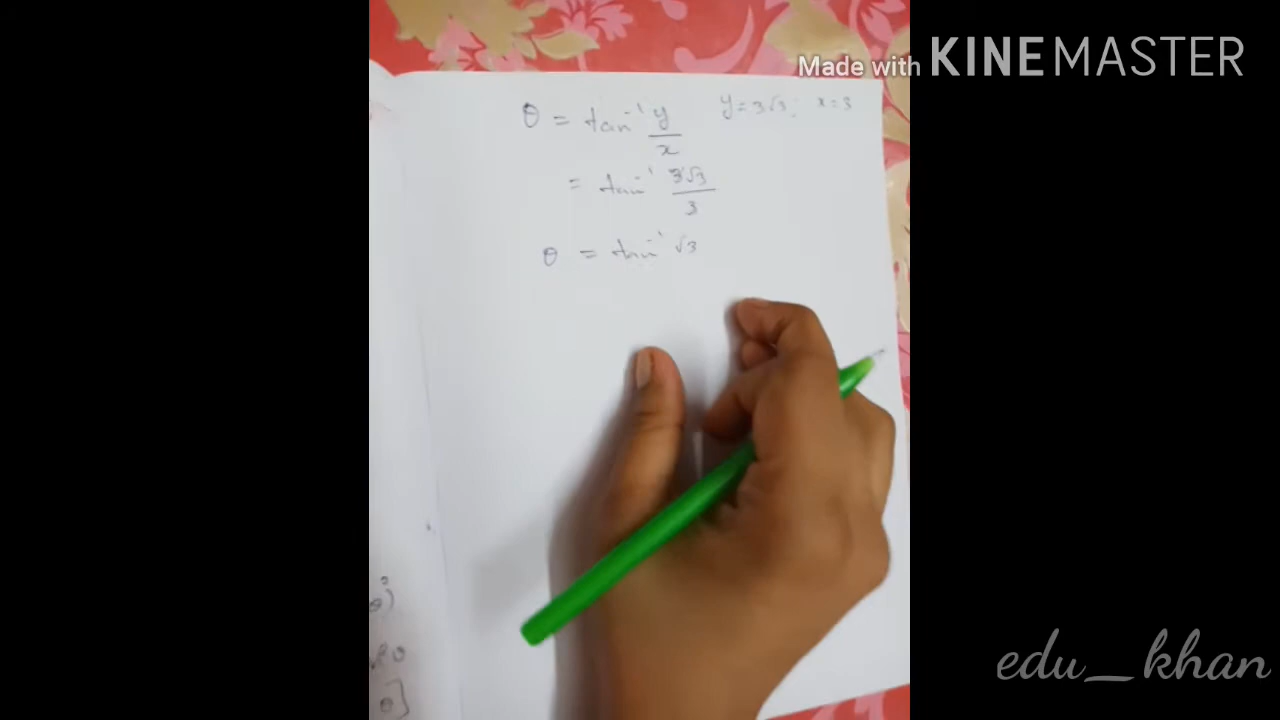 Made with KINEMASTER
θ = tan⁻¹ y/x y = 3√3; x = 3
= tan⁻¹ 3√3/3
θ = tan⁻¹ √3
θ)
θ]
edu_khan